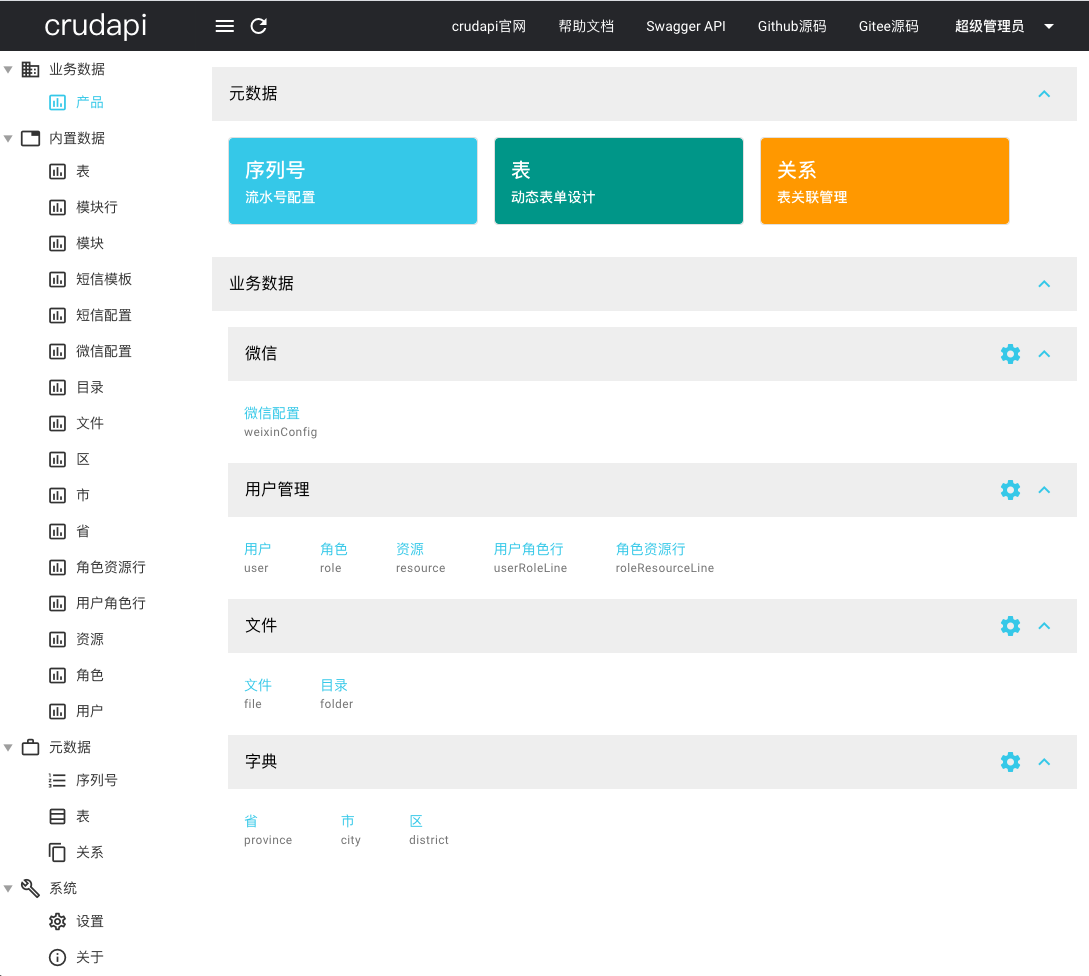 crudapi
crudapi官网 帮助文档 Swagger API Github源码 Gitee源码 超级管理员
业务数据
产品
内置数据
表
模块行
模块
短信模板
短信配置
微信配置
目录
文件
区
市
省
角色资源行
用户角色行
资源
角色
用户
元数据
序列号
表
关系
系统
设置
关于
元数据
序列号
流水号配置
表
动态表单设计
关系
表关联管理
业务数据
微信
微信配置
weixinConfig
用户管理
用户 角色 资源 用户角色行 角色资源行
user role resource userRoleLine roleResourceLine
文件
文件 目录
file folder
字典
省 市 区
province city district